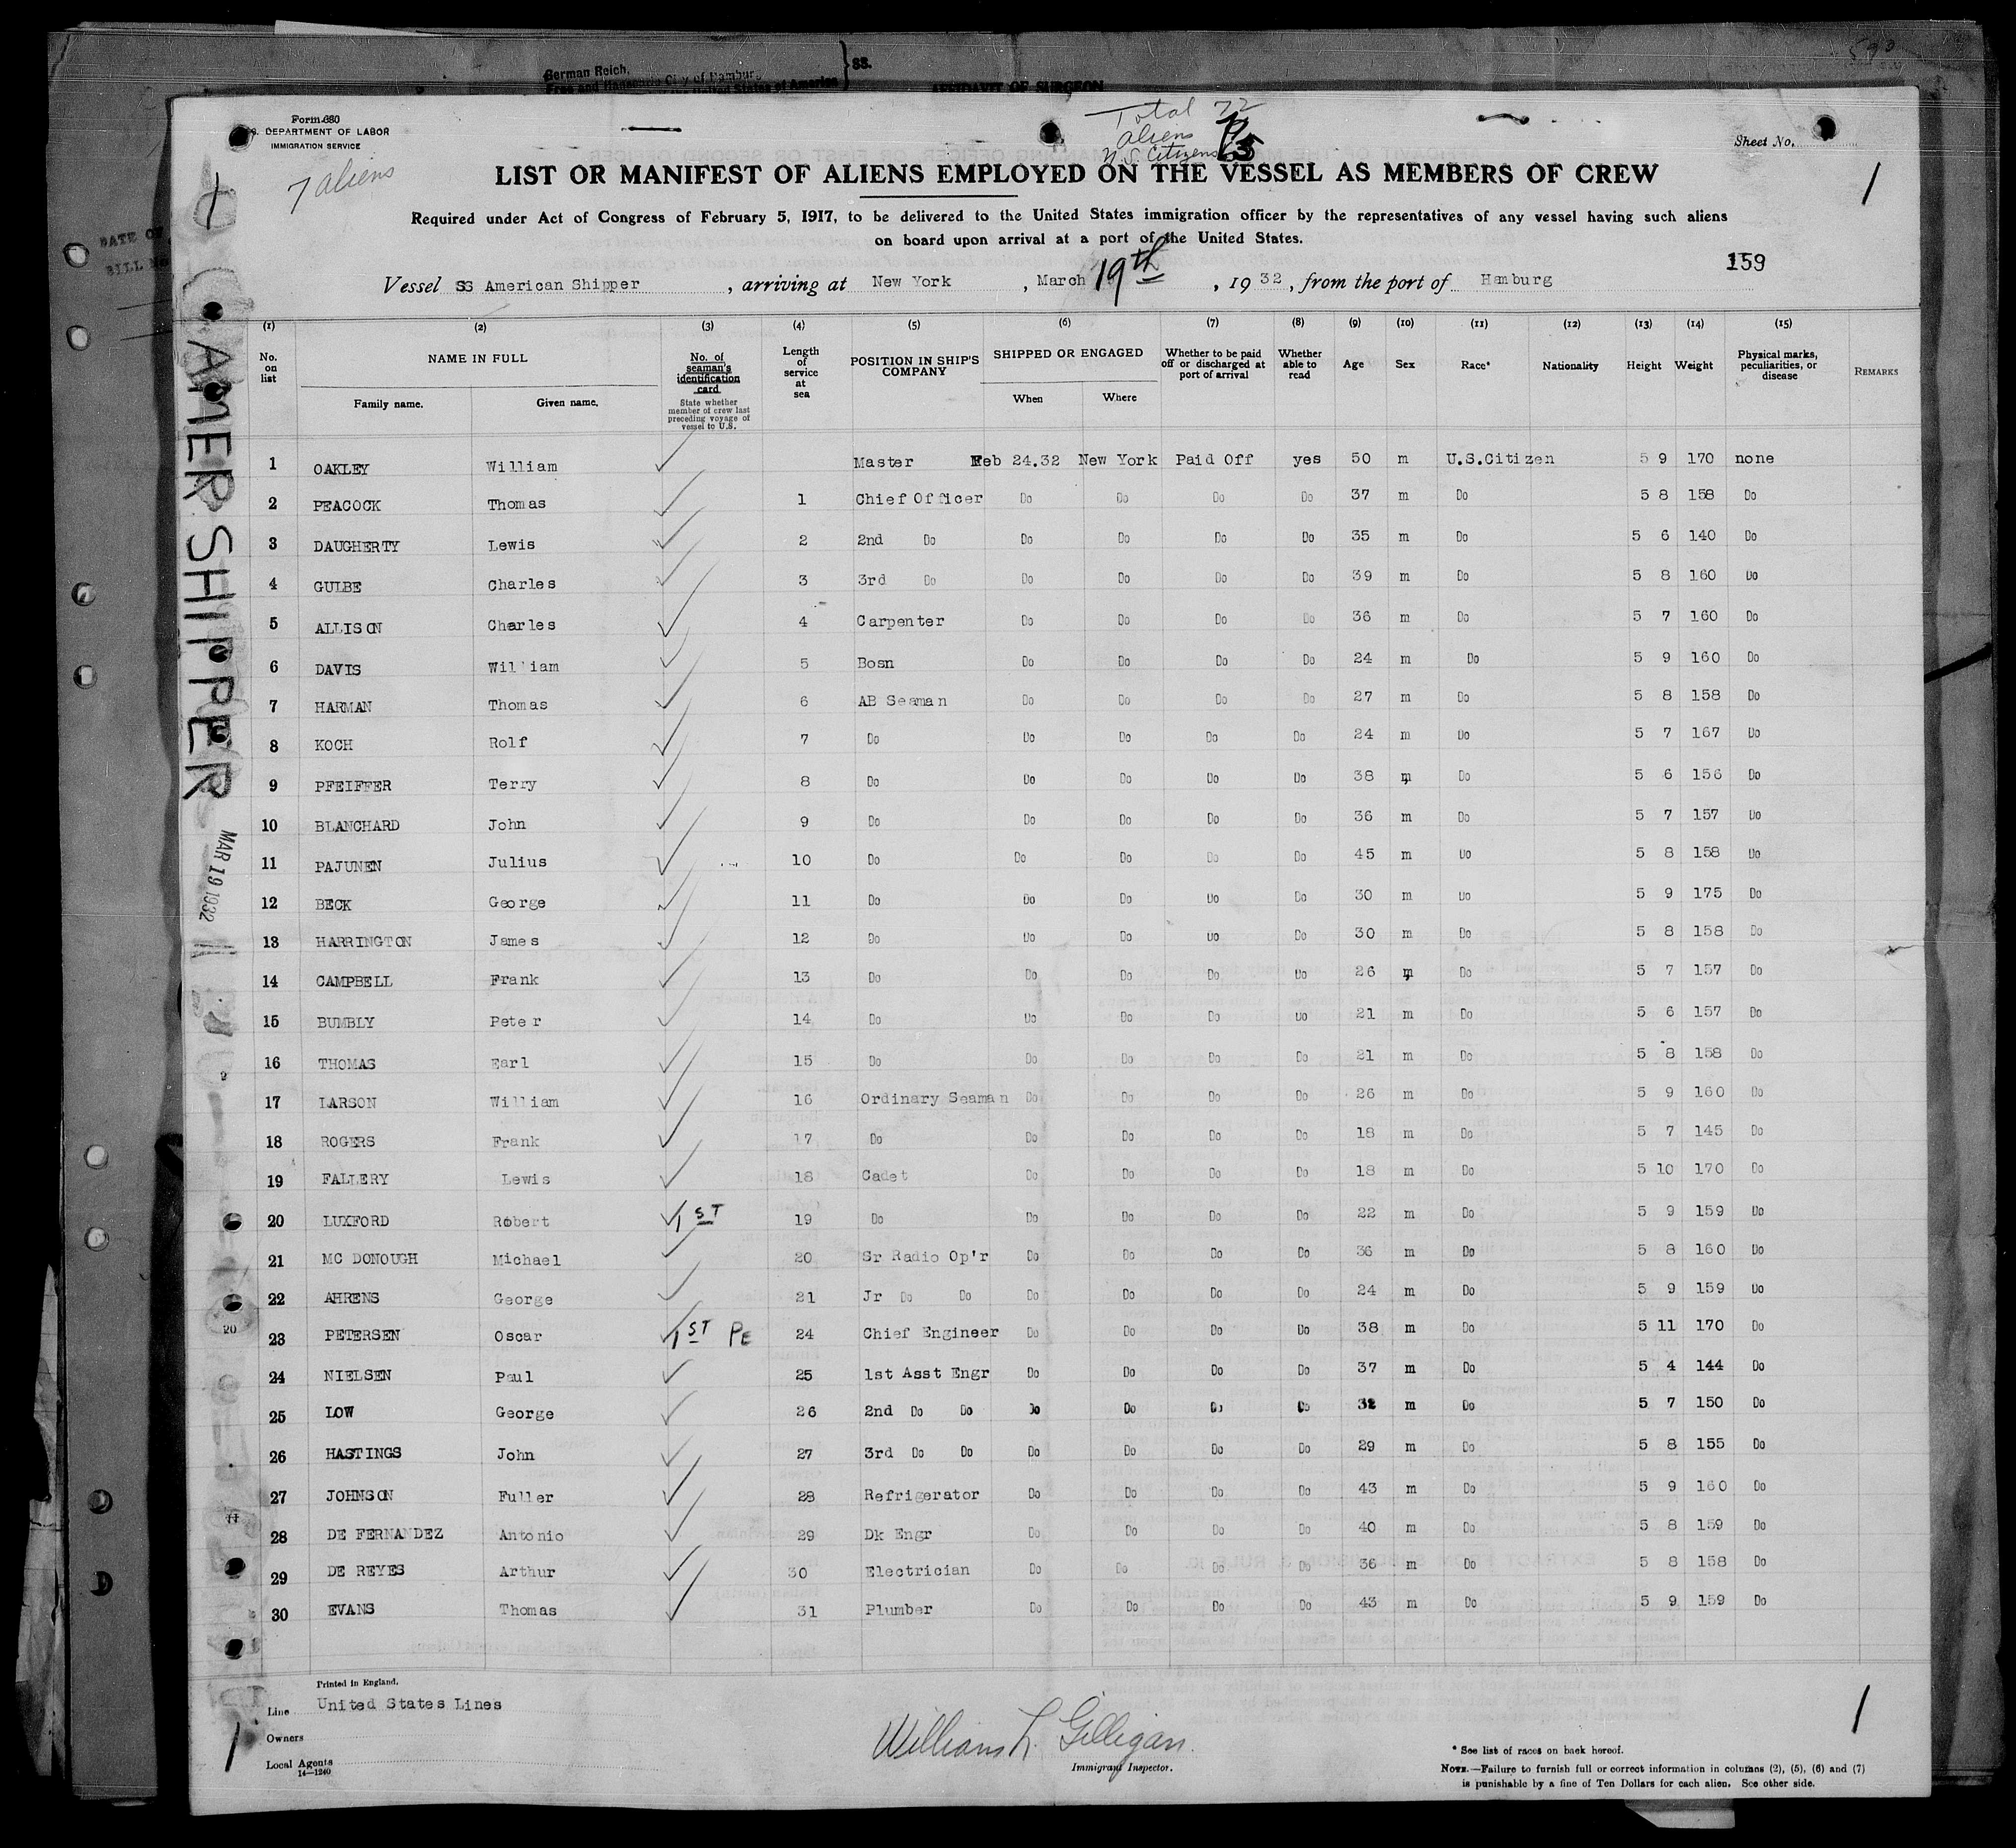 German Reich,
SS.
AFFIDAVIT OF SURGEON
Form 680
U.S. DEPARTMENT OF LABOR
IMMIGRATION SERVICE
Total 72
aliens 7
U.S. Citizens 65
Sheet No.
7 aliens
1
1
LIST OR MANIFEST OF ALIENS EMPLOYED ON THE VESSEL AS MEMBERS OF CREW
Required under Act of Congress of February 5, 1917, to be delivered to the United States immigration officer by the representatives of any vessel having such aliens
on board upon arrival at a port of the United States.
159
Vessel SS American Shipper, arriving at New York, March 19th, 1932, from the port of Hamburg
(1) (2) (3) (4) (5) (6) (7) (8) (9) (10) (11) (12) (13) (14) (15)
No. on list NAME IN FULL Family name. Given name. No. of seaman's identification card State whether member of crew last preceding voyage of vessel to U.S. Length of service at sea POSITION IN SHIP'S COMPANY SHIPPED OR ENGAGED When Where Whether to be paid off or discharged at port of arrival Whether able to read Age Sex Race* Nationality Height Weight Physical marks, peculiarities, or disease REMARKS
1 OAKLEY William Master Feb 24.32 New York Paid Off yes 50 m U.S.Citizen 5 9 170 none
2 PEACOCK Thomas 1 Chief Officer Do Do Do Do 37 m Do 5 8 158 Do
3 DAUGHERTY Lewis 2 2nd Do Do Do Do Do 35 m Do 5 6 140 Do
4 GULBE Charles 3 3rd Do Do Do Do Do 39 m Do 5 8 160 Do
5 ALLISON Charles 4 Carpenter Do Do Do Do 36 m Do 5 7 160 Do
6 DAVIS William 5 Bosn Do Do Do Do 24 m Do 5 9 160 Do
7 HARMAN Thomas 6 AB Seaman Do Do Do Do 27 m Do 5 8 158 Do
8 KOCH Rolf 7 Do Do Do Do Do 24 m Do 5 7 167 Do
9 PFEIFFER Terry 8 Do Do Do Do Do 38 m Do 5 6 156 Do
10 BLANCHARD John 9 Do Do Do Do Do 36 m Do 5 7 157 Do
11 PAJUNEN Julius 10 Do Do Do Do Do 45 m Do 5 8 158 Do
12 BECK George 11 Do Do Do Do Do 30 m Do 5 9 175 Do
13 HARRINGTON James 12 Do Do Do Do Do 30 m Do 5 8 158 Do
14 CAMPBELL Frank 13 Do Do Do Do Do 26 m Do 5 7 157 Do
15 BUMBLY Peter 14 Do Do Do Do Do 21 m Do 5 6 157 Do
16 THOMAS Earl 15 Do Do Do Do Do 21 m Do 5 8 158 Do
17 LARSON William 16 Ordinary Seaman Do Do Do Do 26 m Do 5 9 160 Do
18 ROGERS Frank 17 Do Do Do Do Do 18 m Do 5 7 145 Do
19 FALLERY Lewis 18 Cadet Do Do Do Do 18 m Do 5 10 170 Do
20 LUXFORD Robert 1ST 19 Do Do Do Do Do 22 m Do 5 9 159 Do
21 MC DONOUGH Michael 20 Sr Radio Op'r Do Do Do Do 36 m Do 5 8 160 Do
22 AHRENS George 21 Jr Do Do Do Do Do Do 24 m Do 5 9 159 Do
23 PETERSEN Oscar 1ST PE 24 Chief Engineer Do Do Do Do 38 m Do 5 11 170 Do
24 NIELSEN Paul 25 1st Asst Engr Do Do Do Do 37 m Do 5 4 144 Do
25 LOW George 26 2nd Do Do Do Do Do Do 32 m Do 5 7 150 Do
26 HASTINGS John 27 3rd Do Do Do Do Do Do 29 m Do 5 8 155 Do
27 JOHNSON Fuller 28 Refrigerator Do Do Do Do 43 m Do 5 9 160 Do
28 DE FERNANDEZ Antonio 29 Dk Engr Do Do Do Do 40 m Do 5 8 159 Do
29 DE REYES Arthur 30 Electrician Do Do Do Do 36 m Do 5 8 158 Do
30 EVANS Thomas 31 Plumber Do Do Do Do 43 m Do 5 9 159 Do
AMER. SHIPPER
MAR 19 1932
Printed in England.
Line United States Lines
Owners
Local Agents
14—1240
1
William L. Gilligan.
Immigrant Inspector.
1
* See list of races on back hereof.
NOTE.—Failure to furnish full or correct information in columns (2), (5), (6) and (7)
is punishable by a fine of Ten Dollars for each alien. See other side.